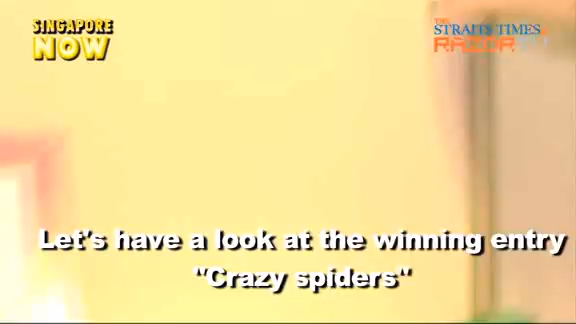 SINGAPORE
NOW
THE
STRAITS TIMES
RAZOR
Let's have a look at the winning entry
"Crazy spiders"